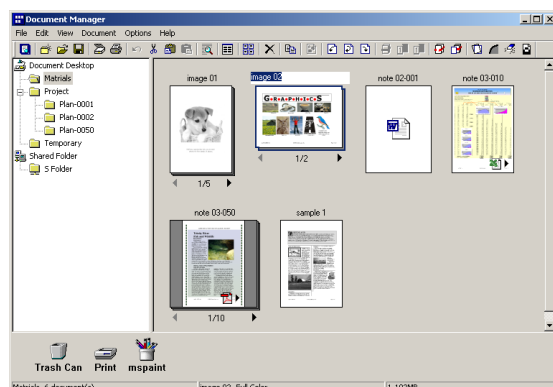 Document Manager
File Edit View Document Options Help
Document Desktop
Matrials
Project
Plan-0001
Plan-0002
Plan-0050
Temporary
Shared Folder
S Folder
image 01
image 02
note 02-001
note 03-010
G·R·A·P·H·I·C·S
1/5
1/2
note 03-050
sample 1
1/10
Trash Can Print mspaint
Matrials 6 document(s) image 02 Full Color 1.102MB